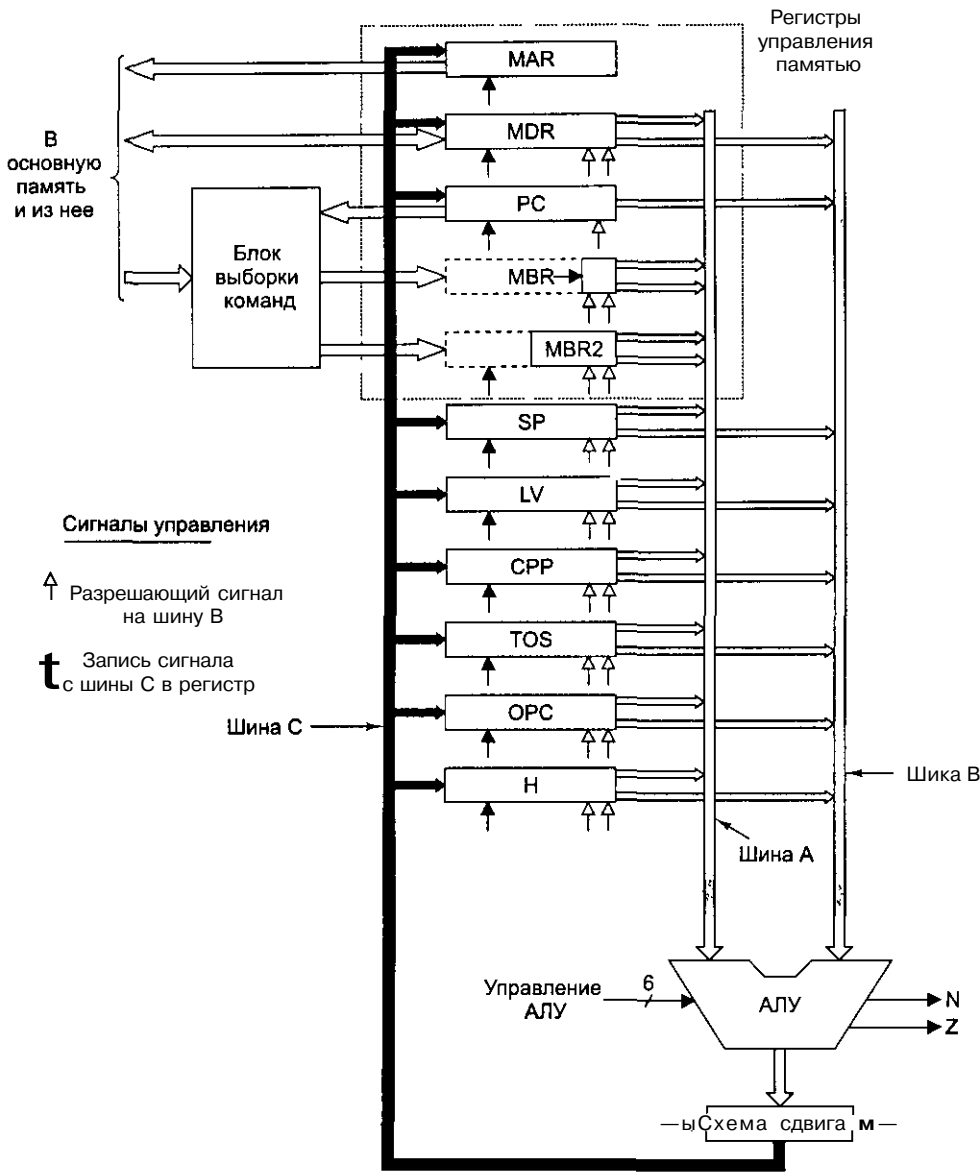 Регистры
управления
памятью
MAR
В
основную
память
и из нее
MDR
PC
Блок
выборки
команд
MBR
MBR2
SP
LV
Сигналы управления
CPP
Разрешающий сигнал
на шину В
TOS
t Запись сигнала
с шины С в регистр
OPC
Шина С
H
Шика В
Шина А
Управление
АЛУ
6
АЛУ
N
Z
—ыСхема сдвига м—